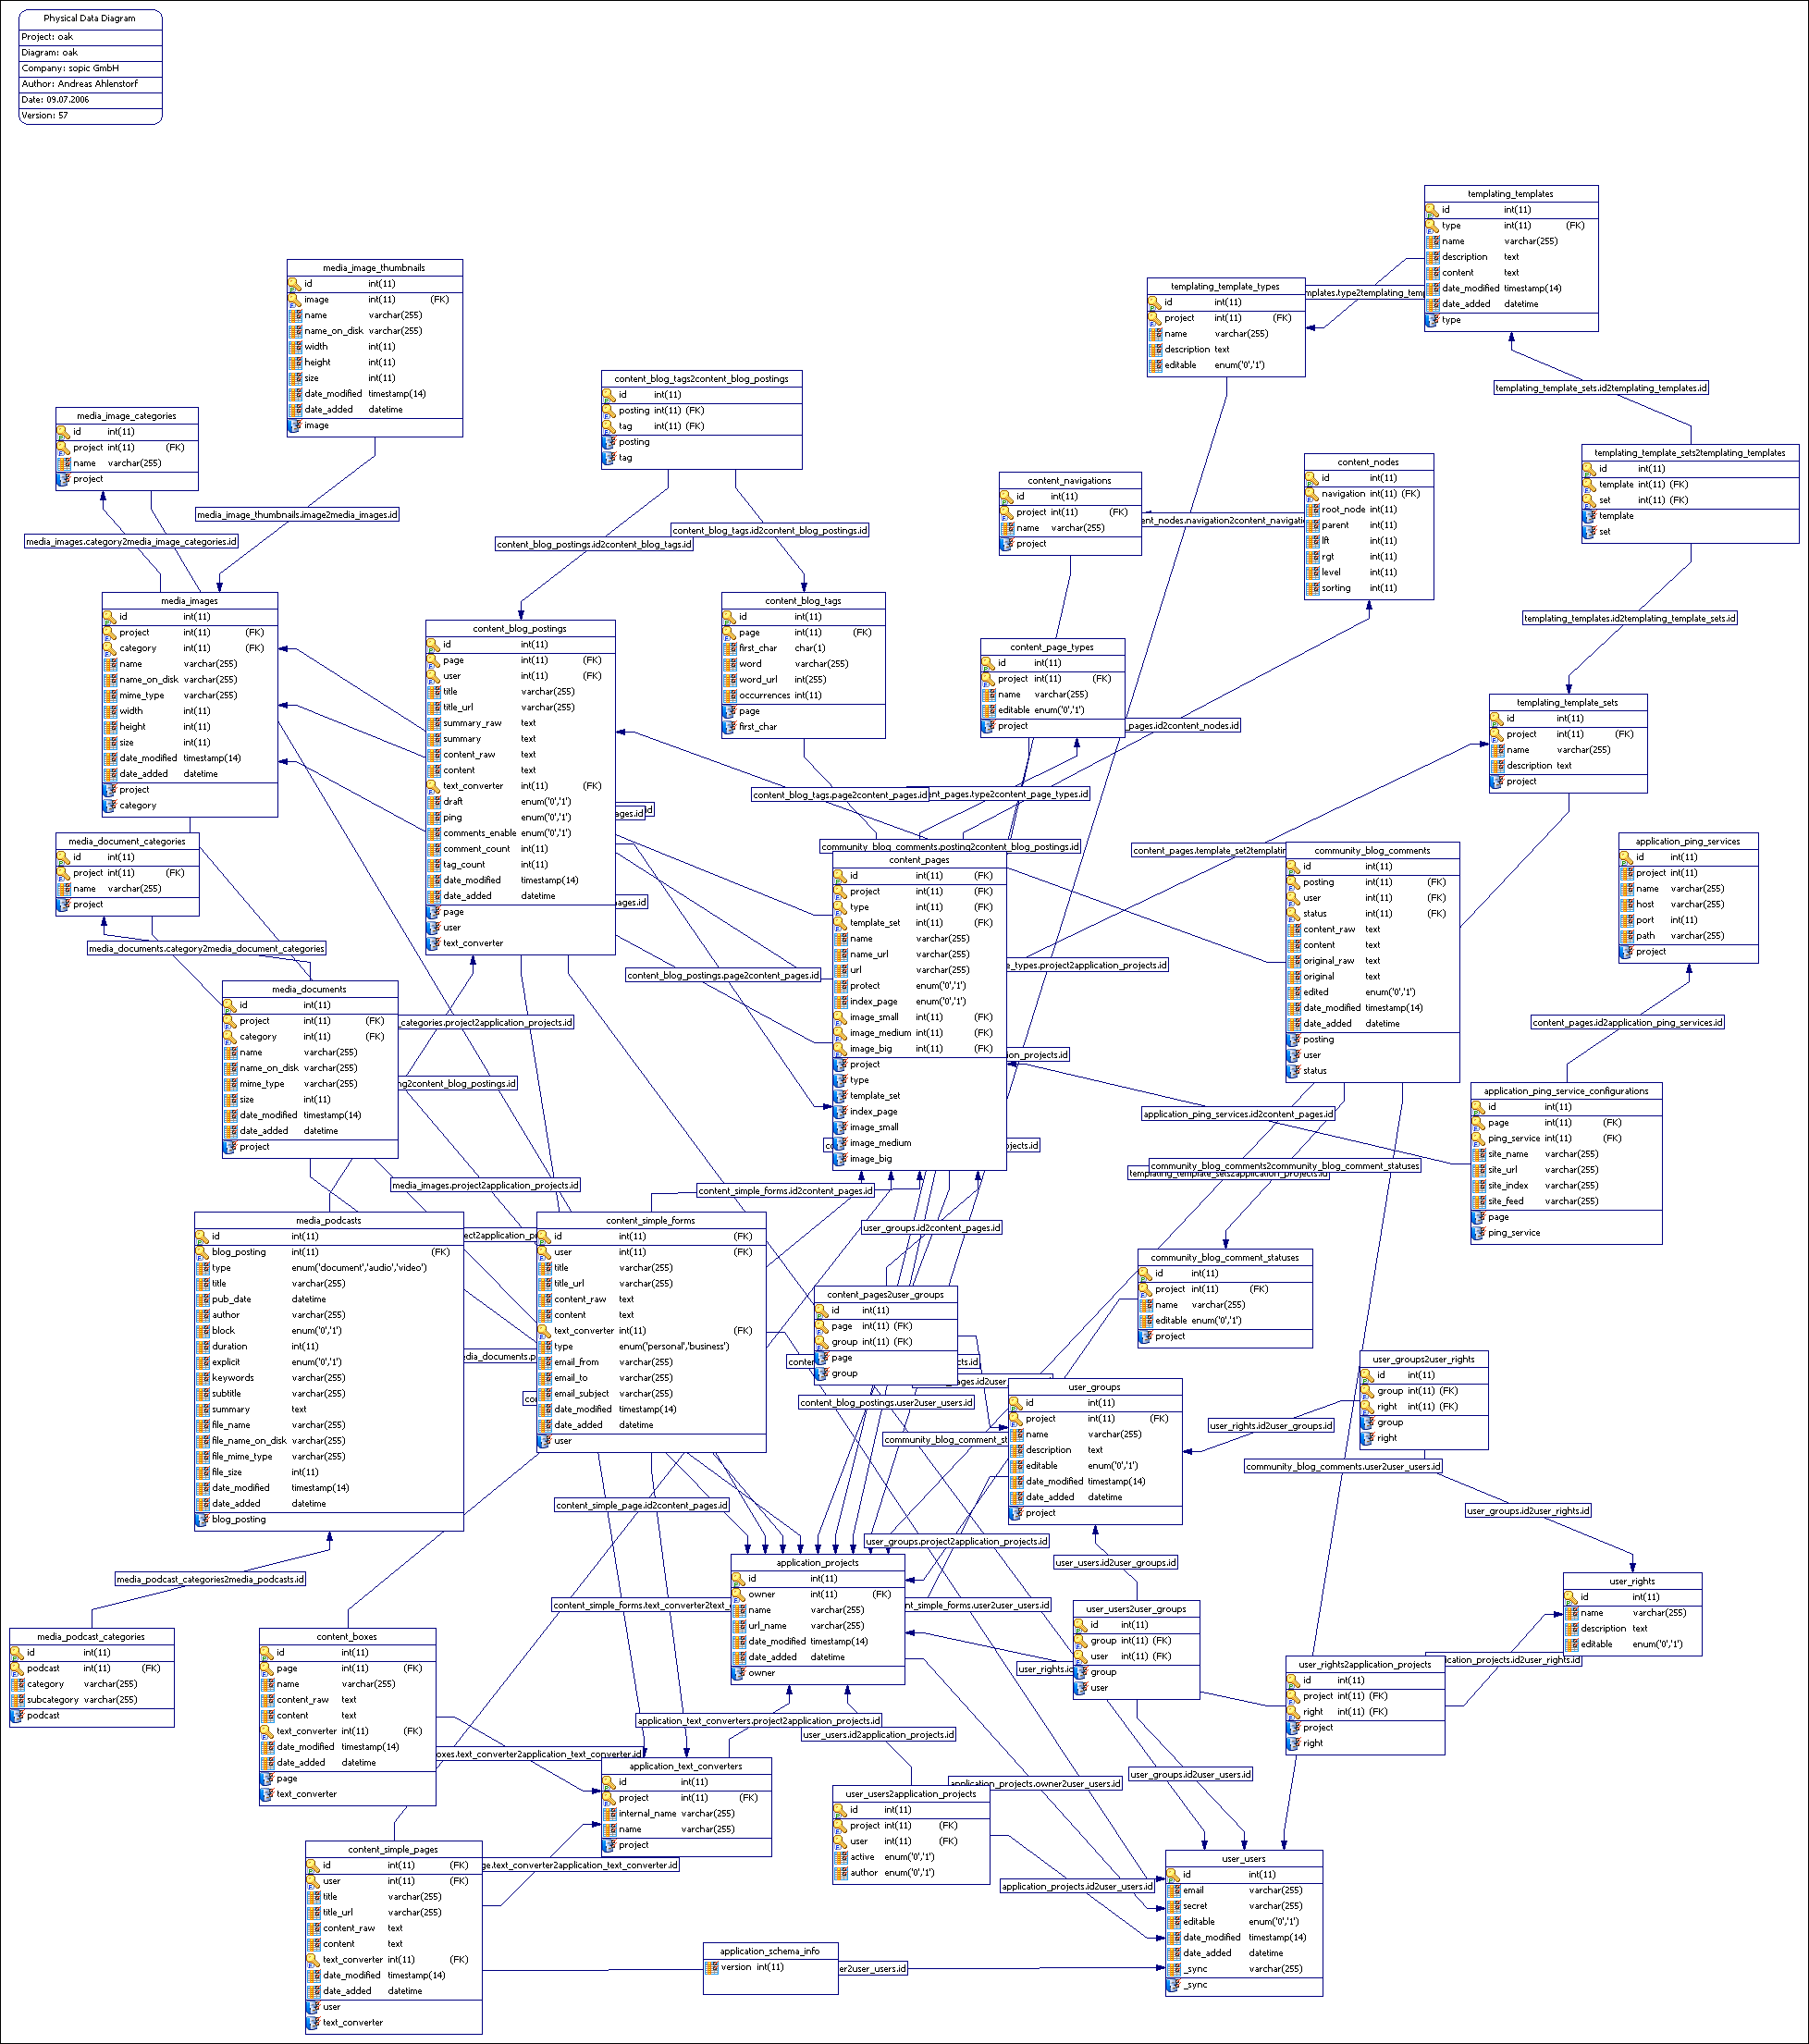 Physical Data Diagram
Project: oak
Diagram: oak
Company: sopic GmbH
Author: Andreas Ahlenstorf
Date: 09.07.2006
Version: 57
templating_templates
id int(11)
type int(11) (FK)
name varchar(255)
description text
content text
date_modified timestamp(14)
date_added datetime
type
media_image_thumbnails
id int(11)
image int(11) (FK)
name varchar(255)
name_on_disk varchar(255)
width int(11)
height int(11)
size int(11)
date_modified timestamp(14)
date_added datetime
image
templating_template_types
id int(11)
project int(11) (FK)
name varchar(255)
description text
editable enum('0','1')
templating_template_sets.id2templating_templates.id
content_blog_tags2content_blog_postings
id int(11)
posting int(11) (FK)
tag int(11) (FK)
posting
tag
media_image_categories
id int(11)
project int(11) (FK)
name varchar(255)
project
templating_template_sets2templating_templates
id int(11)
template int(11) (FK)
set int(11) (FK)
template
set
content_nodes
id int(11)
navigation int(11) (FK)
root_node int(11)
parent int(11)
lft int(11)
rgt int(11)
level int(11)
sorting int(11)
content_navigations
id int(11)
project int(11) (FK)
name varchar(255)
project
media_image_thumbnails.image2media_images.id
media_images.category2media_image_categories.id
content_blog_tags.id2content_blog_postings.id
content_blog_postings.id2content_blog_tags.id
media_images
id int(11)
project int(11) (FK)
category int(11) (FK)
name varchar(255)
name_on_disk varchar(255)
mime_type varchar(255)
width int(11)
height int(11)
size int(11)
date_modified timestamp(14)
date_added datetime
project
category
content_blog_postings
id int(11)
page int(11) (FK)
user int(11) (FK)
title varchar(255)
title_url varchar(255)
summary_raw text
summary text
content_raw text
content text
text_converter int(11) (FK)
draft enum('0','1')
ping enum('0','1')
comments_enable enum('0','1')
comment_count int(11)
tag_count int(11)
date_modified timestamp(14)
date_added datetime
page
user
text_converter
content_blog_tags
id int(11)
page int(11) (FK)
first_char char(1)
word varchar(255)
word_url int(255)
occurrences int(11)
page
first_char
templating_templates.id2templating_template_sets.id
content_page_types
id int(11)
project int(11) (FK)
name varchar(255)
editable enum('0','1')
project
templating_template_sets
id int(11)
project int(11) (FK)
name varchar(255)
description text
project
content_blog_tags.page2content_pages.id
community_blog_comments.posting2content_blog_postings.id
content_pages
id int(11) (FK)
project int(11) (FK)
type int(11) (FK)
template_set int(11) (FK)
name varchar(255)
name_url varchar(255)
url varchar(255)
protect enum('0','1')
index_page enum('0','1')
image_small int(11) (FK)
image_medium int(11) (FK)
image_big int(11) (FK)
project
type
template_set
index_page
image_small
image_medium
image_big
community_blog_comments
id int(11)
posting int(11) (FK)
user int(11) (FK)
status int(11) (FK)
content_raw text
content text
original_raw text
original text
edited enum('0','1')
date_modified timestamp(14)
date_added datetime
posting
user
status
application_ping_services
id int(11)
project int(11)
name varchar(255)
host varchar(255)
port int(11)
path varchar(255)
project
media_document_categories
id int(11)
project int(11) (FK)
name varchar(255)
project
media_documents.category2media_document_categories
content_blog_postings.page2content_pages.id
media_documents
id int(11)
project int(11) (FK)
category int(11) (FK)
name varchar(255)
name_on_disk varchar(255)
mime_type varchar(255)
size int(11)
date_modified timestamp(14)
date_added datetime
project
content_pages.id2application_ping_services.id
application_ping_service_configurations
id int(11)
page int(11) (FK)
ping_service int(11) (FK)
site_name varchar(255)
site_url varchar(255)
site_index varchar(255)
site_feed varchar(255)
page
ping_service
application_ping_services.id2content_pages.id
community_blog_comments2community_blog_comment_statuses
media_images.project2application_projects.id
content_simple_forms.id2content_pages.id
user_groups.id2content_pages.id
media_podcasts
id int(11)
blog_posting int(11) (FK)
type enum('document','audio','video')
title varchar(255)
pub_date datetime
author varchar(255)
block enum('0','1')
duration int(11)
explicit enum('0','1')
keywords varchar(255)
subtitle varchar(255)
summary text
file_name varchar(255)
file_name_on_disk varchar(255)
file_mime_type varchar(255)
file_size int(11)
date_modified timestamp(14)
date_added datetime
blog_posting
content_simple_forms
id int(11) (FK)
user int(11) (FK)
title varchar(255)
title_url varchar(255)
content_raw text
content text
text_converter int(11) (FK)
type enum('personal','business')
email_from varchar(255)
email_to varchar(255)
email_subject varchar(255)
date_modified timestamp(14)
date_added datetime
user
community_blog_comment_statuses
id int(11)
project int(11) (FK)
name varchar(255)
editable enum('0','1')
project
content_pages2user_groups
id int(11)
page int(11) (FK)
group int(11) (FK)
page
group
content_blog_postings.user2user_users.id
user_groups
id int(11)
project int(11) (FK)
name varchar(255)
description text
editable enum('0','1')
date_modified timestamp(14)
date_added datetime
project
user_groups2user_rights
id int(11)
group int(11) (FK)
right int(11) (FK)
group
right
user_rights.id2user_groups.id
community_blog_comments.user2user_users.id
content_simple_page.id2content_pages.id
user_groups.id2user_rights.id
user_groups.project2application_projects.id
user_users.id2user_groups.id
media_podcast_categories2media_podcasts.id
application_projects
id int(11)
owner int(11) (FK)
name varchar(255)
url_name varchar(255)
date_modified timestamp(14)
date_added datetime
owner
user_rights
id int(11)
name varchar(255)
description text
editable enum('0','1')
user_users2user_groups
id int(11)
group int(11) (FK)
user int(11) (FK)
group
user
media_podcast_categories
id int(11)
podcast int(11) (FK)
category varchar(255)
subcategory varchar(255)
podcast
content_boxes
id int(11)
page int(11) (FK)
name varchar(255)
content_raw text
content text
text_converter int(11) (FK)
date_modified timestamp(14)
date_added datetime
page
text_converter
user_rights2application_projects
id int(11)
project int(11) (FK)
right int(11) (FK)
project
right
application_text_converters.project2application_projects.id
user_users.id2application_projects.id
application_text_converters
id int(11)
project int(11) (FK)
internal_name varchar(255)
name varchar(255)
project
user_groups.id2user_users.id
application_projects.owner2user_users.id
user_users2application_projects
id int(11)
project int(11) (FK)
user int(11) (FK)
active enum('0','1')
author enum('0','1')
application_projects.id2user_users.id
content_simple_pages
id int(11) (FK)
user int(11) (FK)
title varchar(255)
title_url varchar(255)
content_raw text
content text
text_converter int(11) (FK)
date_modified timestamp(14)
date_added datetime
user
text_converter
user_users
id int(11)
email varchar(255)
secret varchar(255)
editable enum('0','1')
date_modified timestamp(14)
date_added datetime
_sync varchar(255)
_sync
application_schema_info
version int(11)